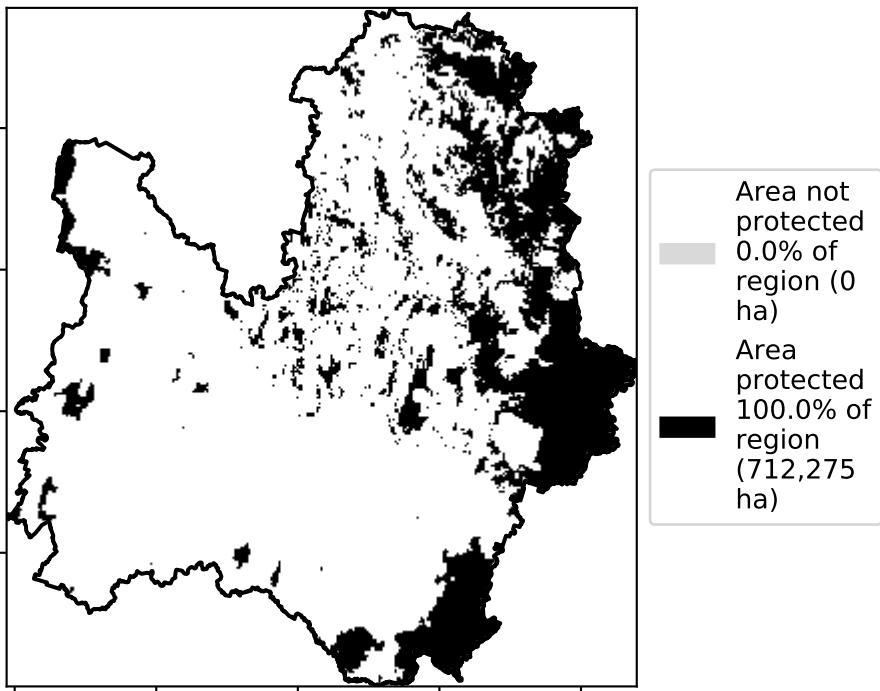 Area not
protected
0.0% of
region (0
ha)
Area
protected
100.0% of
region
(712,275
ha)